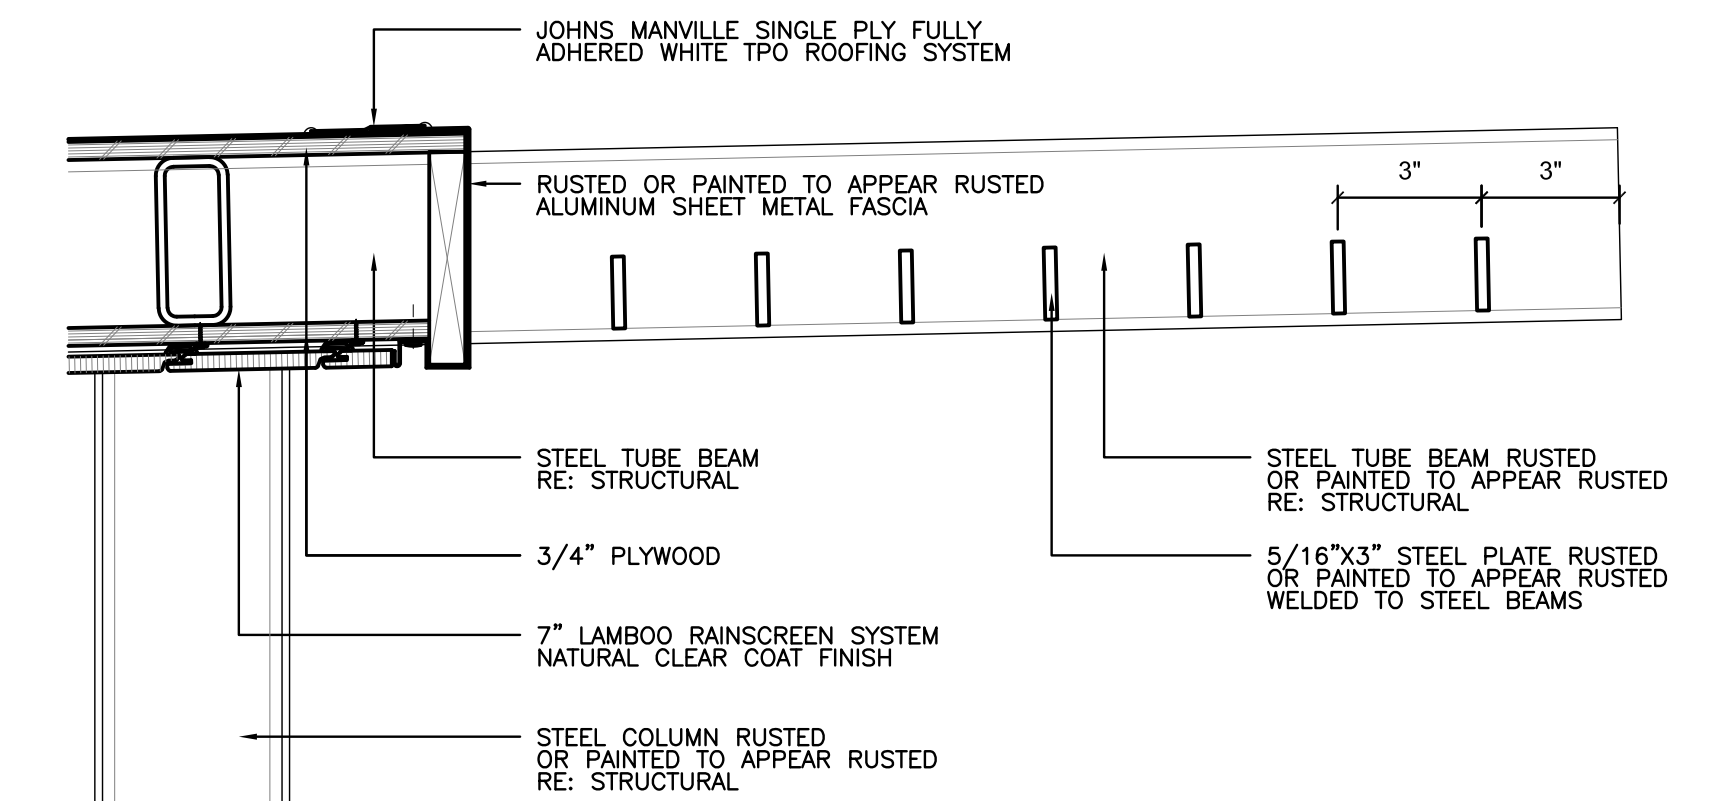 JOHNS MANVILLE SINGLE PLY FULLY
ADHERED WHITE TPO ROOFING SYSTEM
3" 3"
RUSTED OR PAINTED TO APPEAR RUSTED
ALUMINUM SHEET METAL FASCIA
STEEL TUBE BEAM
RE: STRUCTURAL
STEEL TUBE BEAM RUSTED
OR PAINTED TO APPEAR RUSTED
RE: STRUCTURAL
3/4" PLYWOOD
5/16"X3" STEEL PLATE RUSTED
OR PAINTED TO APPEAR RUSTED
WELDED TO STEEL BEAMS
7" LAMBOO RAINSCREEN SYSTEM
NATURAL CLEAR COAT FINISH
STEEL COLUMN RUSTED
OR PAINTED TO APPEAR RUSTED
RE: STRUCTURAL